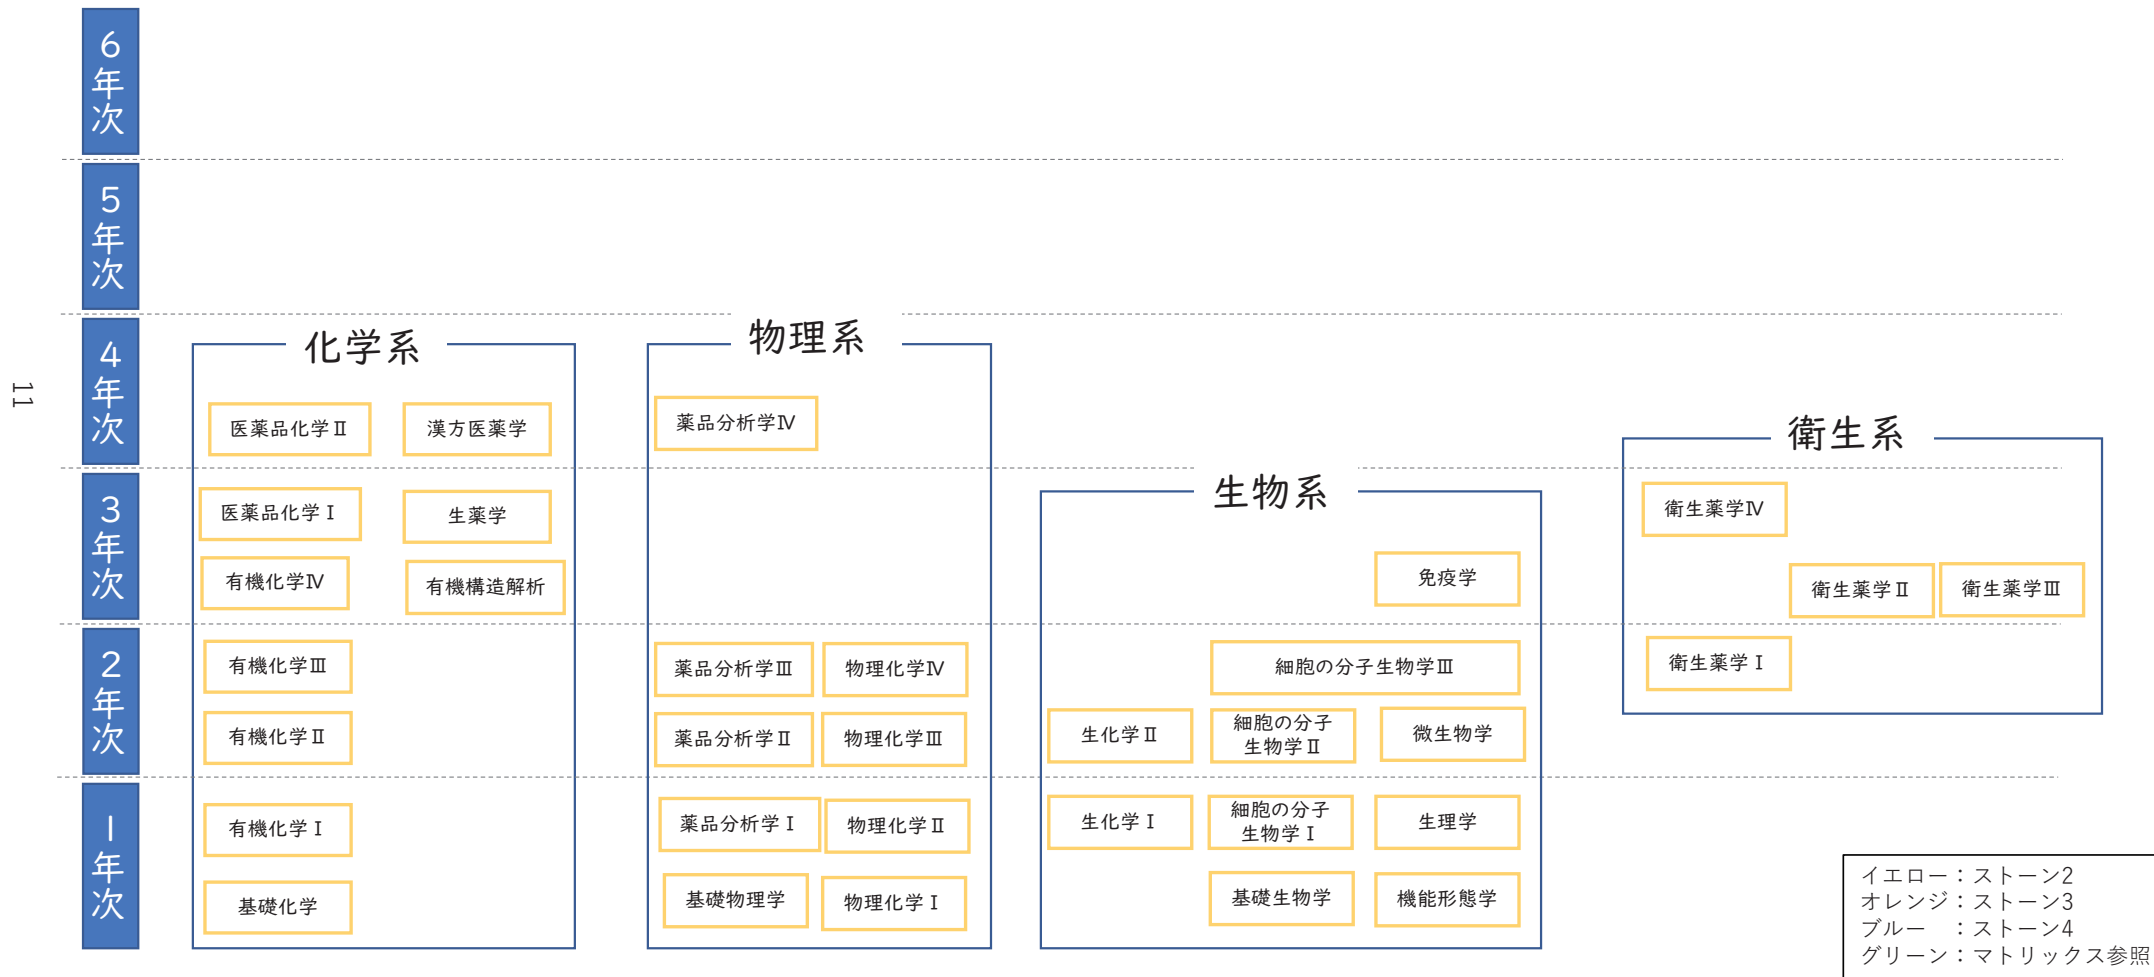 11
6年次
5年次
4年次
3年次
2年次
1年次
化学系
医薬品化学Ⅱ
漢方医薬学
医薬品化学Ⅰ
生薬学
有機化学Ⅳ
有機構造解析
有機化学Ⅲ
有機化学Ⅱ
有機化学Ⅰ
基礎化学
物理系
薬品分析学Ⅳ
薬品分析学Ⅲ
物理化学Ⅳ
薬品分析学Ⅱ
物理化学Ⅲ
薬品分析学Ⅰ
物理化学Ⅱ
基礎物理学
物理化学Ⅰ
生物系
免疫学
細胞の分子生物学Ⅲ
生化学Ⅱ
細胞の分子
生物学Ⅱ
微生物学
生化学Ⅰ
細胞の分子
生物学Ⅰ
生理学
基礎生物学
機能形態学
衛生系
衛生薬学Ⅳ
衛生薬学Ⅱ
衛生薬学Ⅲ
衛生薬学Ⅰ
イエロー：ストーン2
オレンジ：ストーン3
ブルー　：ストーン4
グリーン：マトリックス参照